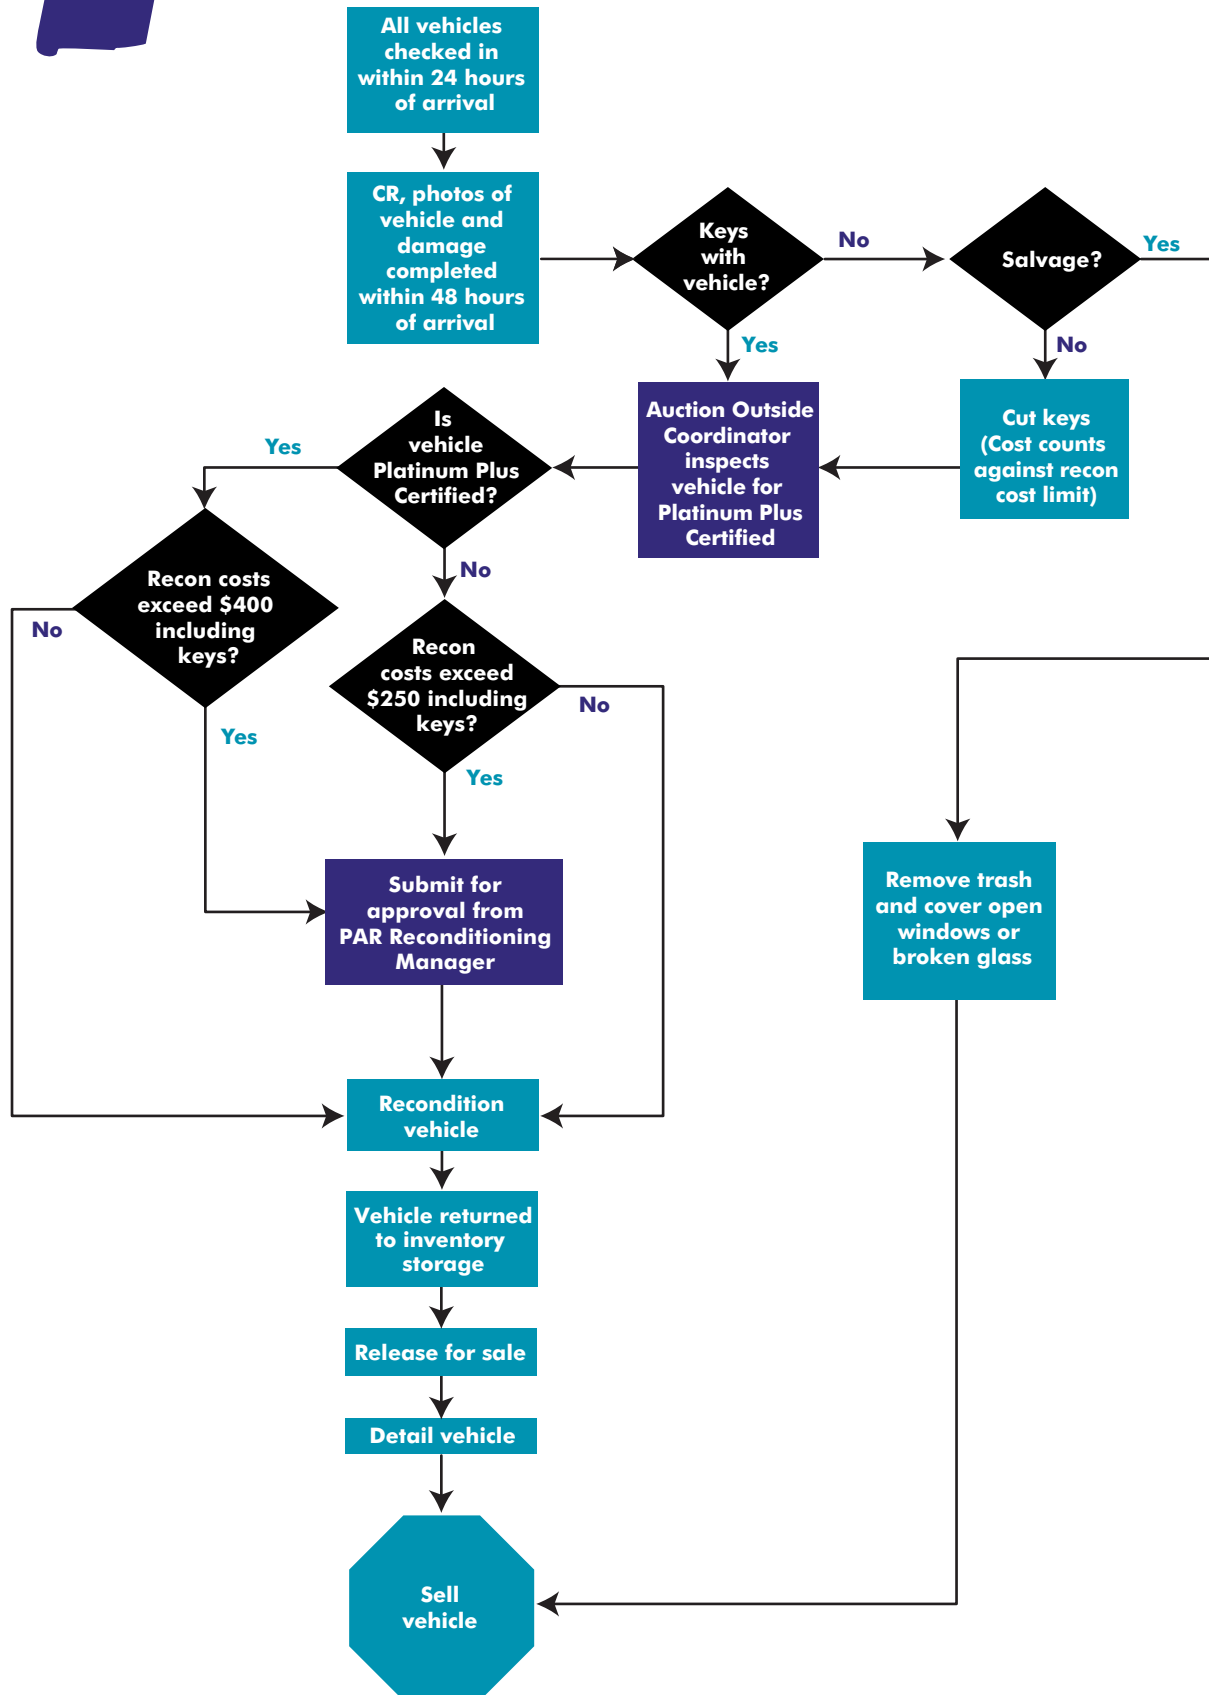 All vehicles
checked in
within 24 hours
of arrival
CR, photos of
vehicle and
damage
completed
within 48 hours
of arrival
Keys
with
vehicle?
No
Salvage?
Yes
Yes
No
Auction Outside
Coordinator
inspects
vehicle for
Platinum Plus
Certified
Cut keys
(Cost counts
against recon
cost limit)
Is
vehicle
Platinum Plus
Certified?
Yes
No
Recon costs
exceed $400
including
keys?
No
Yes
Recon
costs exceed
$250 including
keys?
No
Yes
Submit for
approval from
PAR Reconditioning
Manager
Remove trash
and cover open
windows or
broken glass
Recondition
vehicle
Vehicle returned
to inventory
storage
Release for sale
Detail vehicle
Sell
vehicle